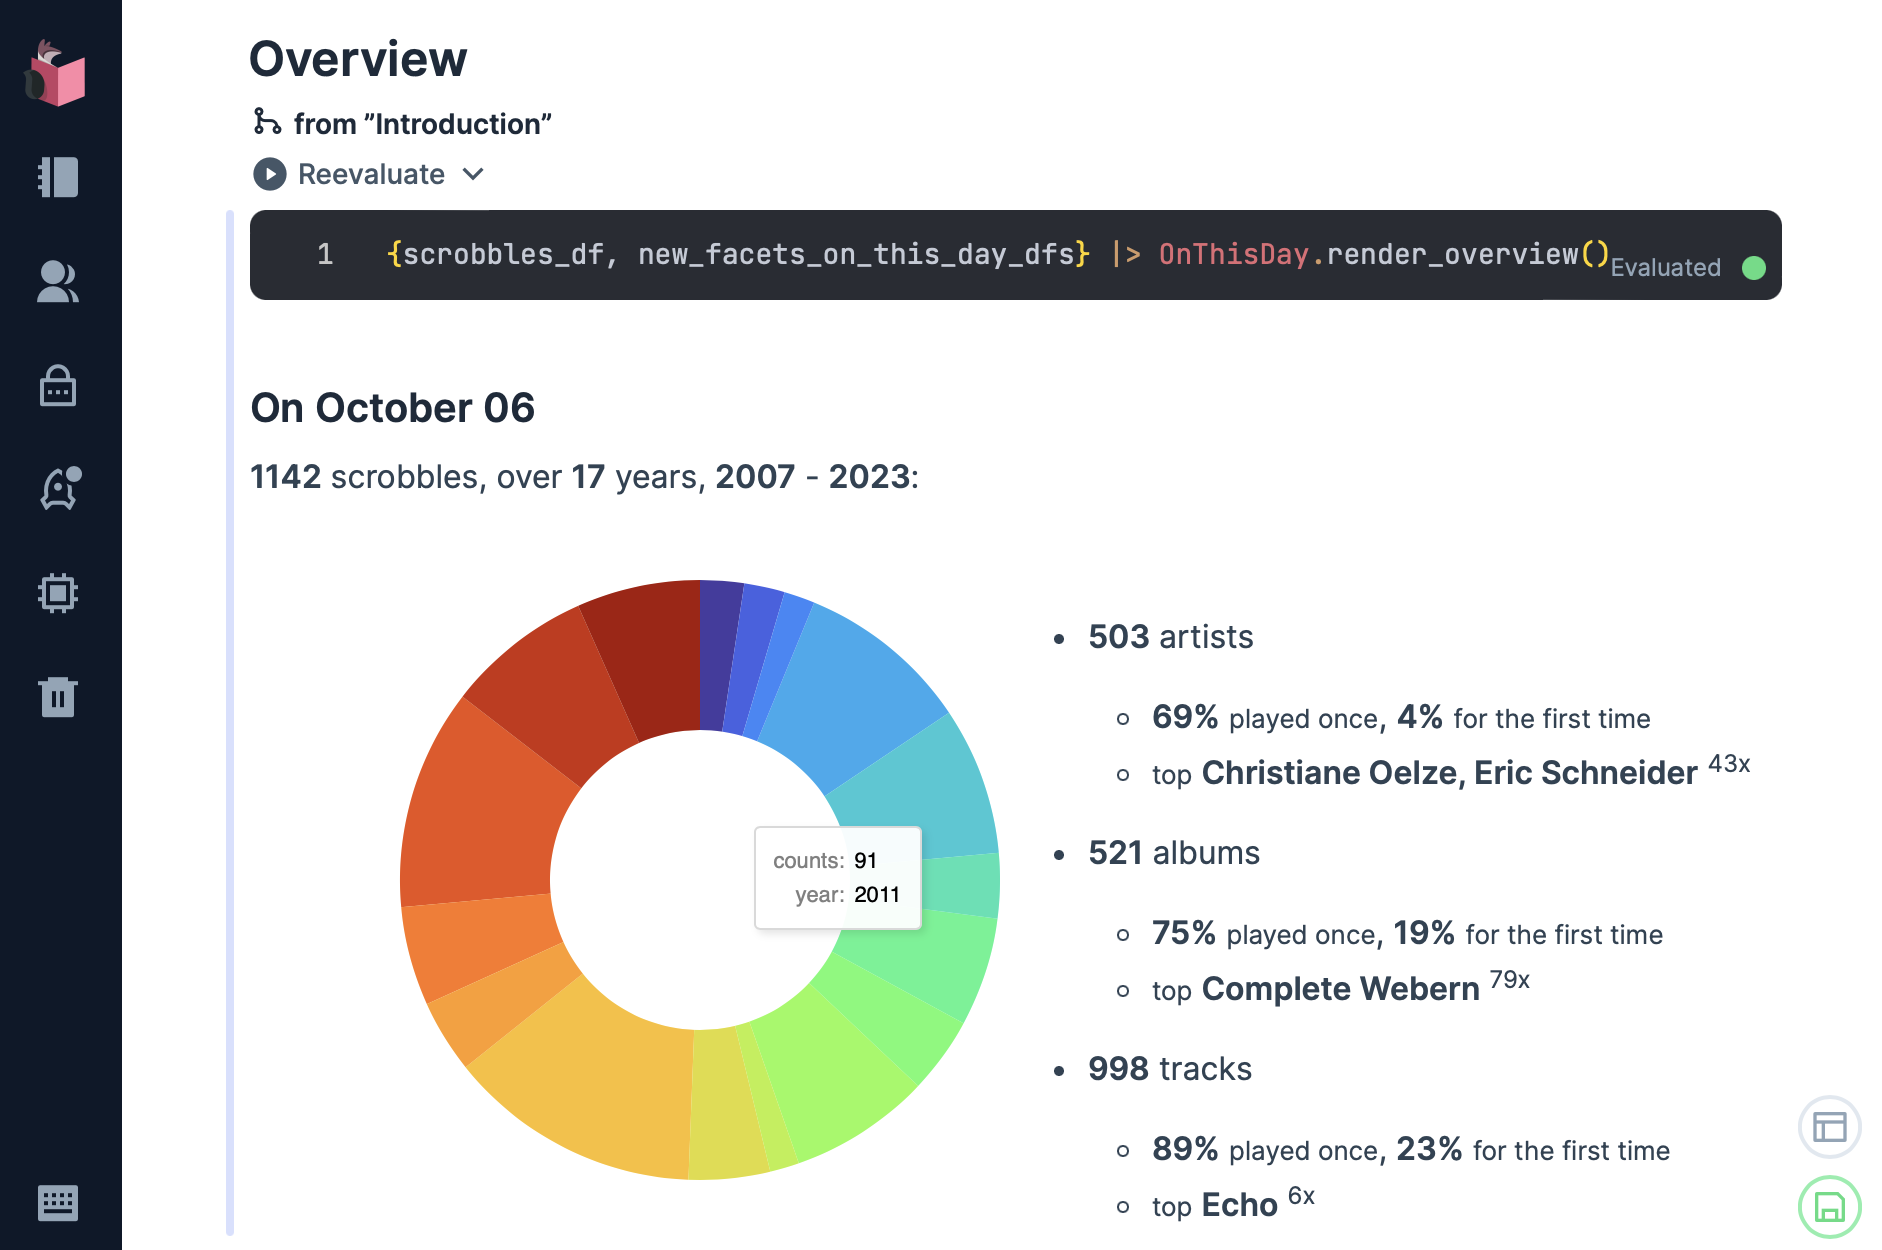 Overview
from ”Introduction”
Reevaluate
1 {scrobbles_df, new_facets_on_this_day_dfs} |> OnThisDay.render_overview()
Evaluated
On October 06
1142 scrobbles, over 17 years, 2007 - 2023:
counts: 91
year: 2011
503 artists
69% played once, 4% for the first time
top Christiane Oelze, Eric Schneider 43x
521 albums
75% played once, 19% for the first time
top Complete Webern 79x
998 tracks
89% played once, 23% for the first time
top Echo 6x